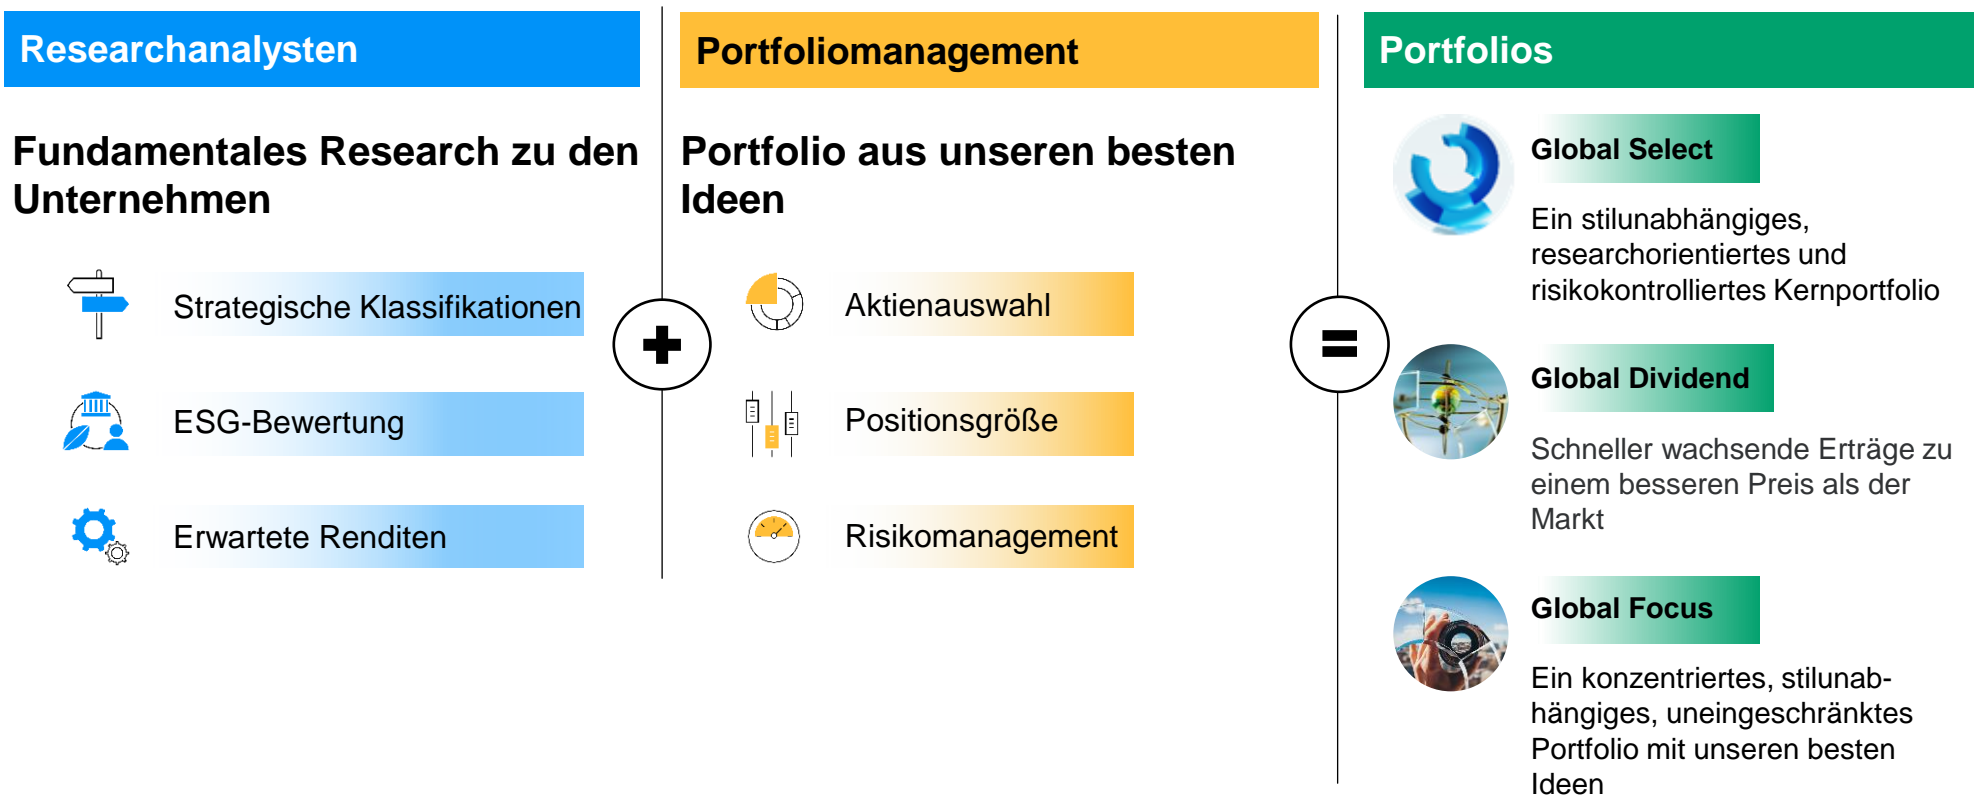 Researchanalysten
Fundamentales Research zu den
Unternehmen
Strategische Klassifikationen
ESG-Bewertung
Erwartete Renditen
Portfoliomanagement
Portfolio aus unseren besten
Ideen
Aktienauswahl
Positionsgröße
Risikomanagement
Portfolios
Global Select
Ein stilunabhängiges,
researchorientiertes und
risikokontrolliertes Kernportfolio
Global Dividend
Schneller wachsende Erträge zu
einem besseren Preis als der
Markt
Global Focus
Ein konzentriertes, stilunab-
hängiges, uneingeschränktes
Portfolio mit unseren besten
Ideen